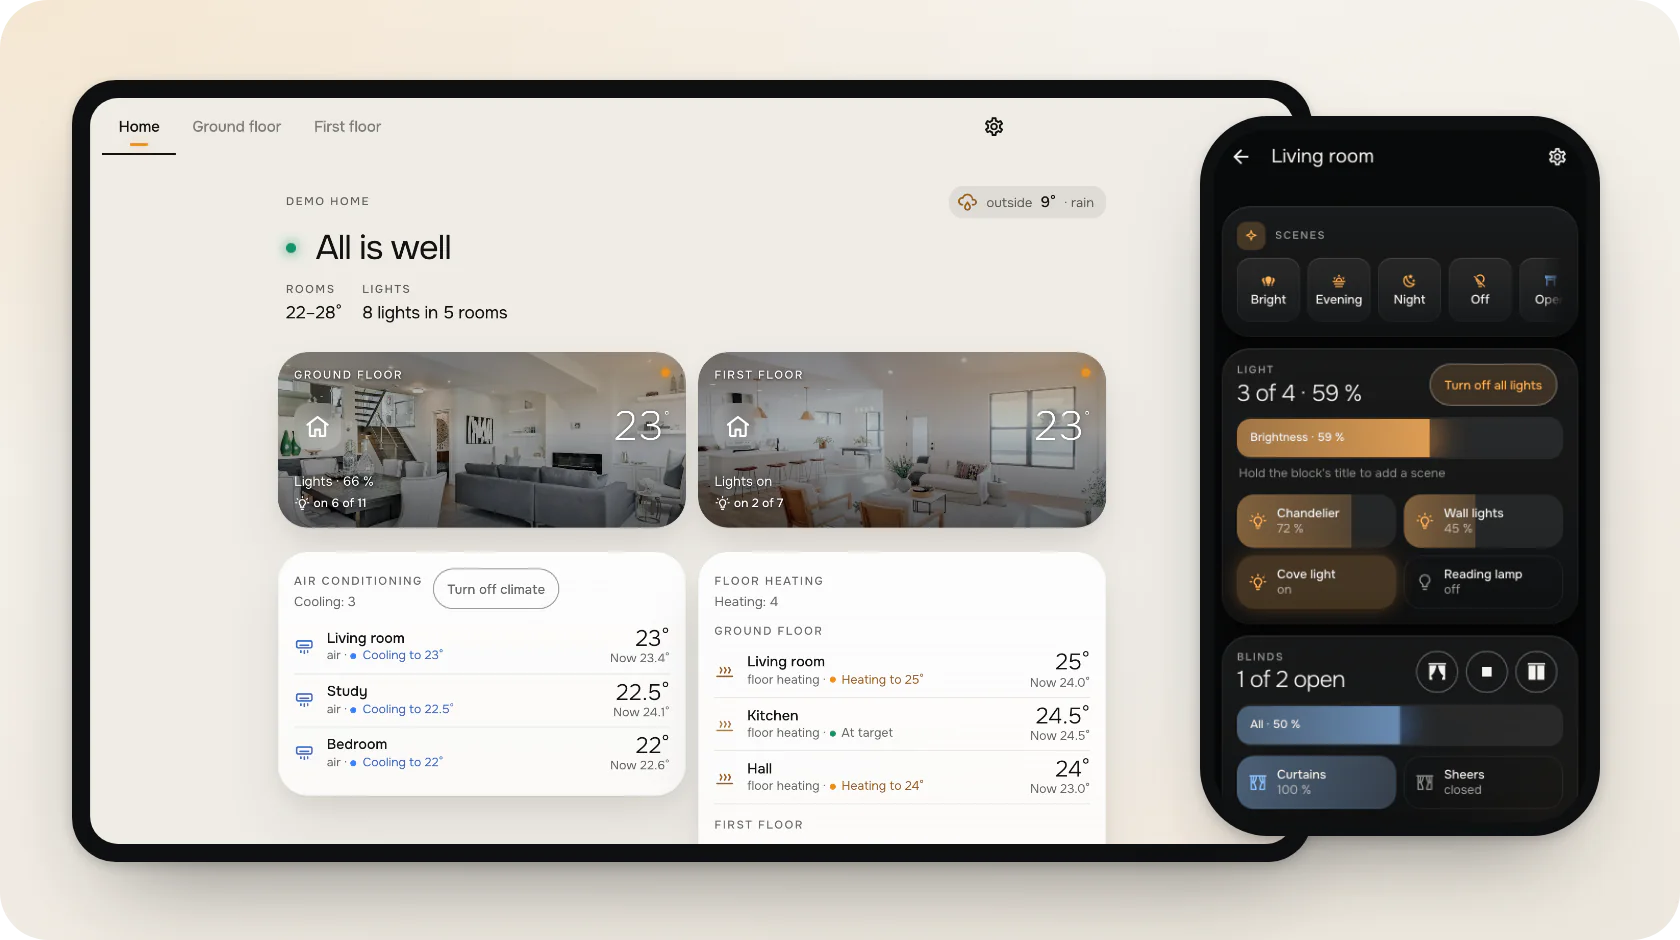 Home
Ground floor
First floor
DEMO HOME
outside 9° · rain
All is well
ROOMS
22–28°
LIGHTS
8 lights in 5 rooms
GROUND FLOOR
23°
Lights · 66 %
on 6 of 11
FIRST FLOOR
23°
Lights on
on 2 of 7
AIR CONDITIONING
Cooling: 3
Turn off climate
Living room
23°
air · Cooling to 23°
Now 23.4°
Study
22.5°
air · Cooling to 22.5°
Now 24.1°
Bedroom
22°
air · Cooling to 22°
Now 22.6°
FLOOR HEATING
Heating: 4
GROUND FLOOR
Living room
25°
floor heating · Heating to 25°
Now 24.0°
Kitchen
24.5°
floor heating · At target
Now 24.5°
Hall
24°
floor heating · Heating to 24°
Now 23.0°
FIRST FLOOR
Living room
SCENES
Bright
Evening
Night
Off
Ope
LIGHT
3 of 4 · 59 %
Turn off all lights
Brightness · 59 %
Hold the block's title to add a scene
Chandelier
72 %
Wall lights
45 %
Cove light
on
Reading lamp
off
BLINDS
1 of 2 open
All · 50 %
Curtains
100 %
Sheers
closed